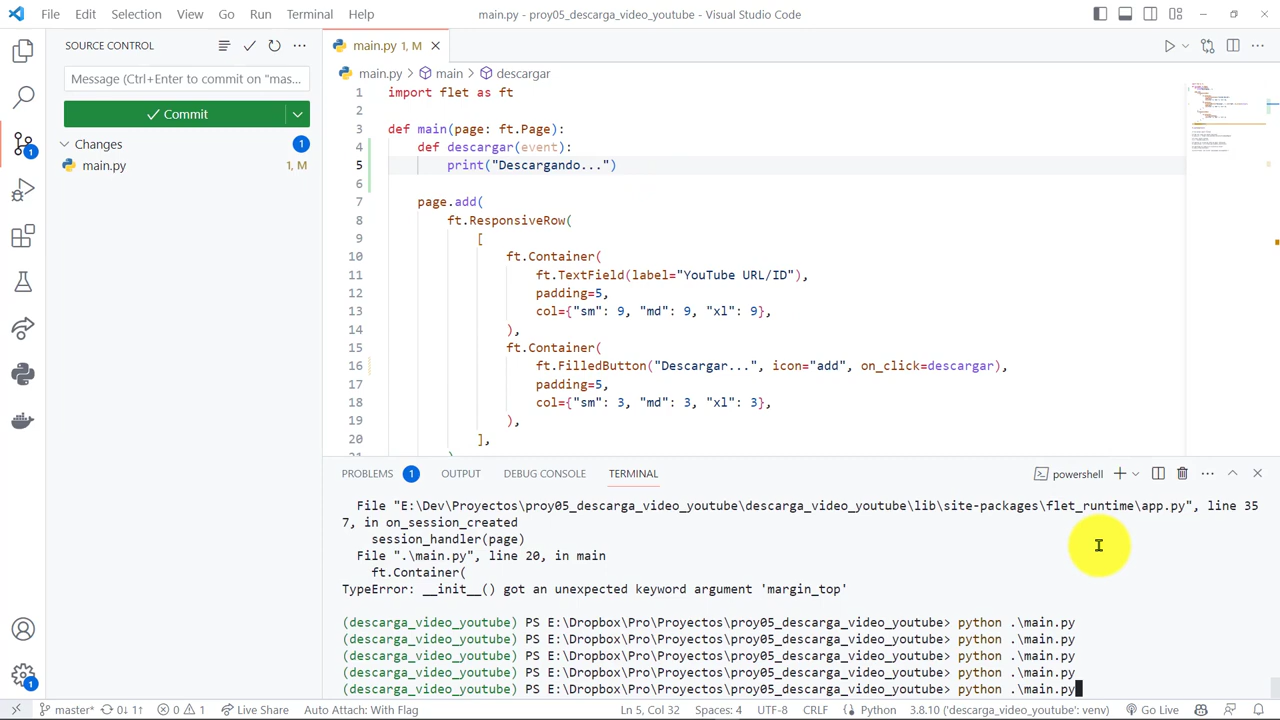 File Edit Selection View Go Run Terminal Help main.py - proy05_descarga_video_youtube - Visual Studio Code
SOURCE CONTROL
main.py 1, M
Message (Ctrl+Enter to commit on "mas...
Commit
Changes 1
main.py 1, M
1
main.py > main > descargar
1 import flet as ft
2
3 def main(page: ft.Page):
4 def descargar(event):
5 print("Descargando...")
6
7 page.add(
8 ft.ResponsiveRow(
9 [
10 ft.Container(
11 ft.TextField(label="YouTube URL/ID"),
12 padding=5,
13 col={"sm": 9, "md": 9, "xl": 9},
14 ),
15 ft.Container(
16 ft.FilledButton("Descargar...", icon="add", on_click=descargar),
17 padding=5,
18 col={"sm": 3, "md": 3, "xl": 3},
19 ),
20 ],
PROBLEMS 1 OUTPUT DEBUG CONSOLE TERMINAL powershell
File "E:\Dev\Proyectos\proy05_descarga_video_youtube\descarga_video_youtube\lib\site-packages\flet_runtime\app.py", line 35
7, in on_session_created
session_handler(page)
File ".\main.py", line 20, in main
ft.Container(
TypeError: __init__() got an unexpected keyword argument 'margin_top'
(descarga_video_youtube) PS E:\Dropbox\Pro\Proyectos\proy05_descarga_video_youtube> python .\main.py
(descarga_video_youtube) PS E:\Dropbox\Pro\Proyectos\proy05_descarga_video_youtube> python .\main.py
(descarga_video_youtube) PS E:\Dropbox\Pro\Proyectos\proy05_descarga_video_youtube> python .\main.py
(descarga_video_youtube) PS E:\Dropbox\Pro\Proyectos\proy05_descarga_video_youtube> python .\main.py
(descarga_video_youtube) PS E:\Dropbox\Pro\Proyectos\proy05_descarga_video_youtube> python .\main.py
1
master* 0↓ 1↑ 0 1 Live Share Auto Attach: With Flag Ln 5, Col 32 Spaces: 4 UTF-8 CRLF Python 3.8.10 ('descarga_video_youtube': venv) Go Live